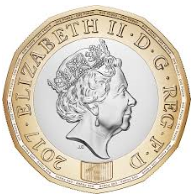 2017 · ELIZABETH II · D · G · REG · F · D